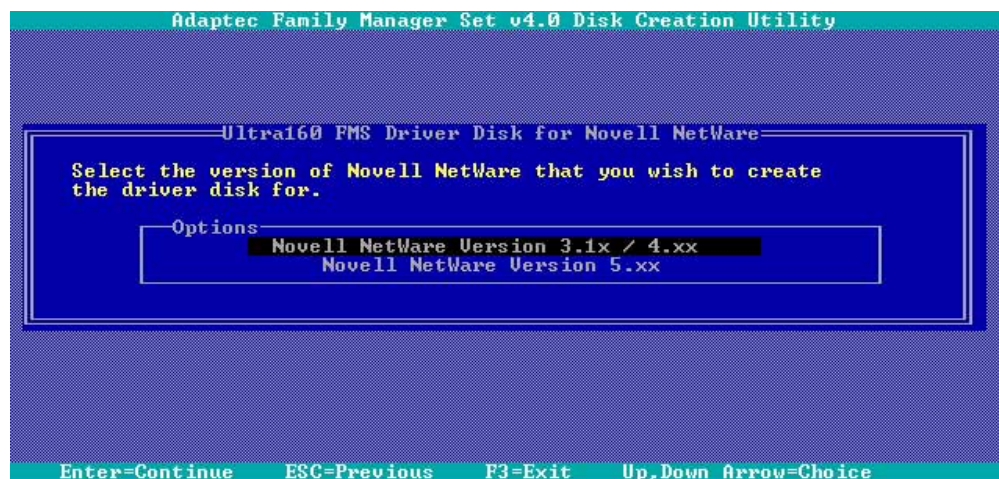 Adaptec Family Manager Set v4.0 Disk Creation Utility
Ultra160 FMS Driver Disk for Novell NetWare
Select the version of Novell NetWare that you wish to create
the driver disk for.
Options
Novell NetWare Version 3.1x / 4.xx
Novell NetWare Version 5.xx
Enter=Continue ESC=Previous F3=Exit Up,Down Arrow=Choice